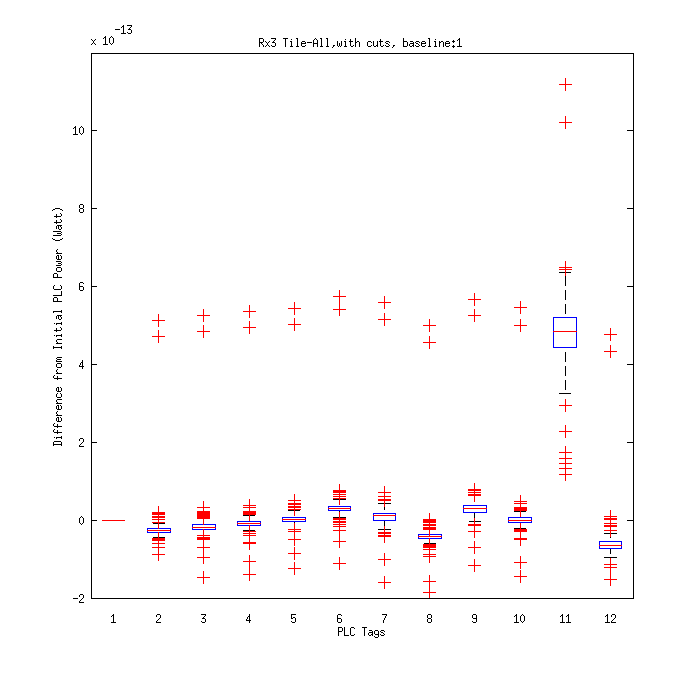 x 10-13
Rx3 Tile-All,with cuts, baseline:1
Difference from Initial PLC Power (Watt)
10
8
6
4
2
0
-2
1 2 3 4 5 6 7 8 9 10 11 12
PLC Tags